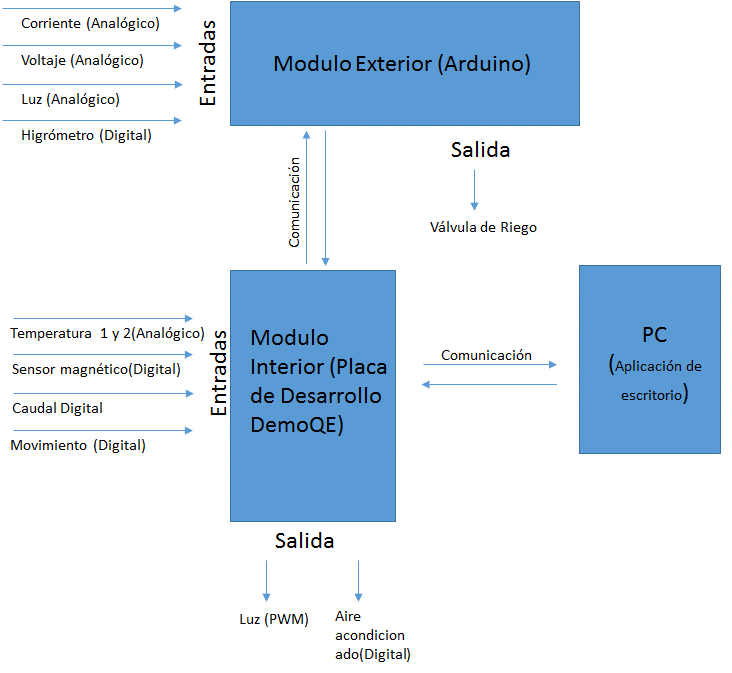 Corriente (Analógico)
Voltaje (Analógico)
Luz (Analógico)
Higrómetro (Digital)
Entradas
Modulo Exterior (Arduino)
Salida
Válvula de Riego
Comunicación
Temperatura 1 y 2(Analógico)
Sensor magnético(Digital)
Caudal Digital
Movimiento (Digital)
Entradas
Modulo
Interior (Placa
de Desarrollo
DemoQE)
Comunicación
PC
(Aplicación de
escritorio)
Salida
Luz (PWM)
Aire
acondicion
ado(Digital)